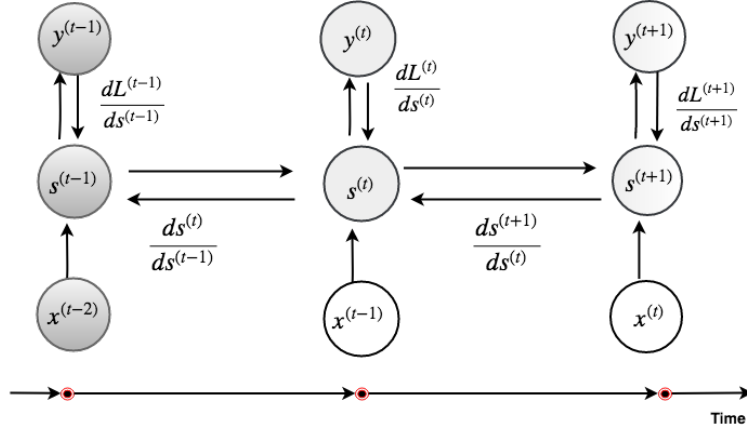 y^(t−1) y^(t) y^(t+1)
dL^(t−1)/ds^(t−1) dL^(t)/ds^(t) dL^(t+1)/ds^(t+1)
s^(t−1) s^(t) s^(t+1)
ds^(t)/ds^(t−1) ds^(t+1)/ds^(t)
x^(t−2) x^(t−1) x^(t)
Time